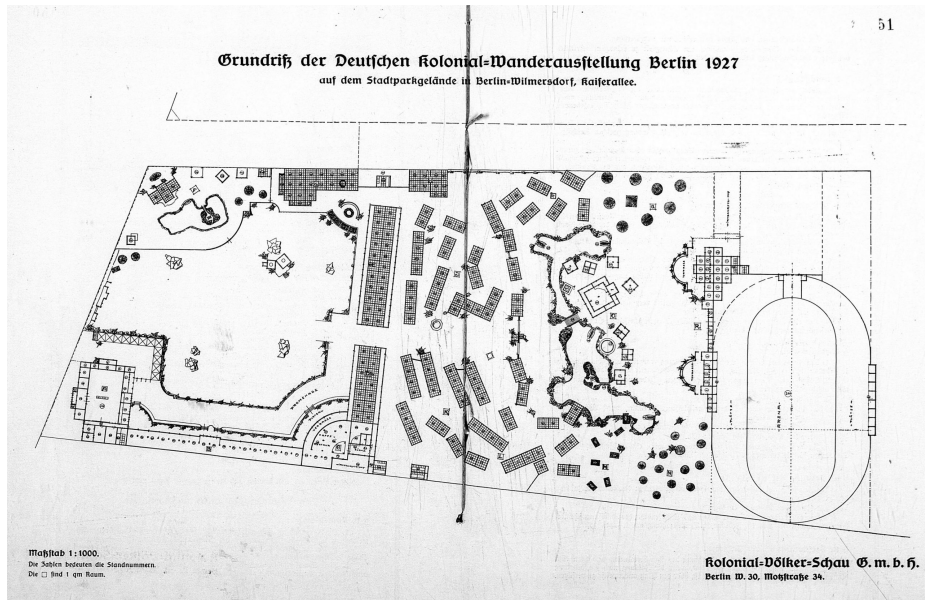 51
Grundriß der Deutschen Kolonial=Wanderausstellung Berlin 1927
auf dem Stadtparkgelände in Berlin=Wilmersdorf, Kaiserallee.
Maßstab 1:1000.
Die Zahlen bedeuten die Standnummern.
Die □ sind 1 qm Raum.
Kolonial=Völker=Schau G. m. b. H.
Berlin W. 30, Motzstraße 34.